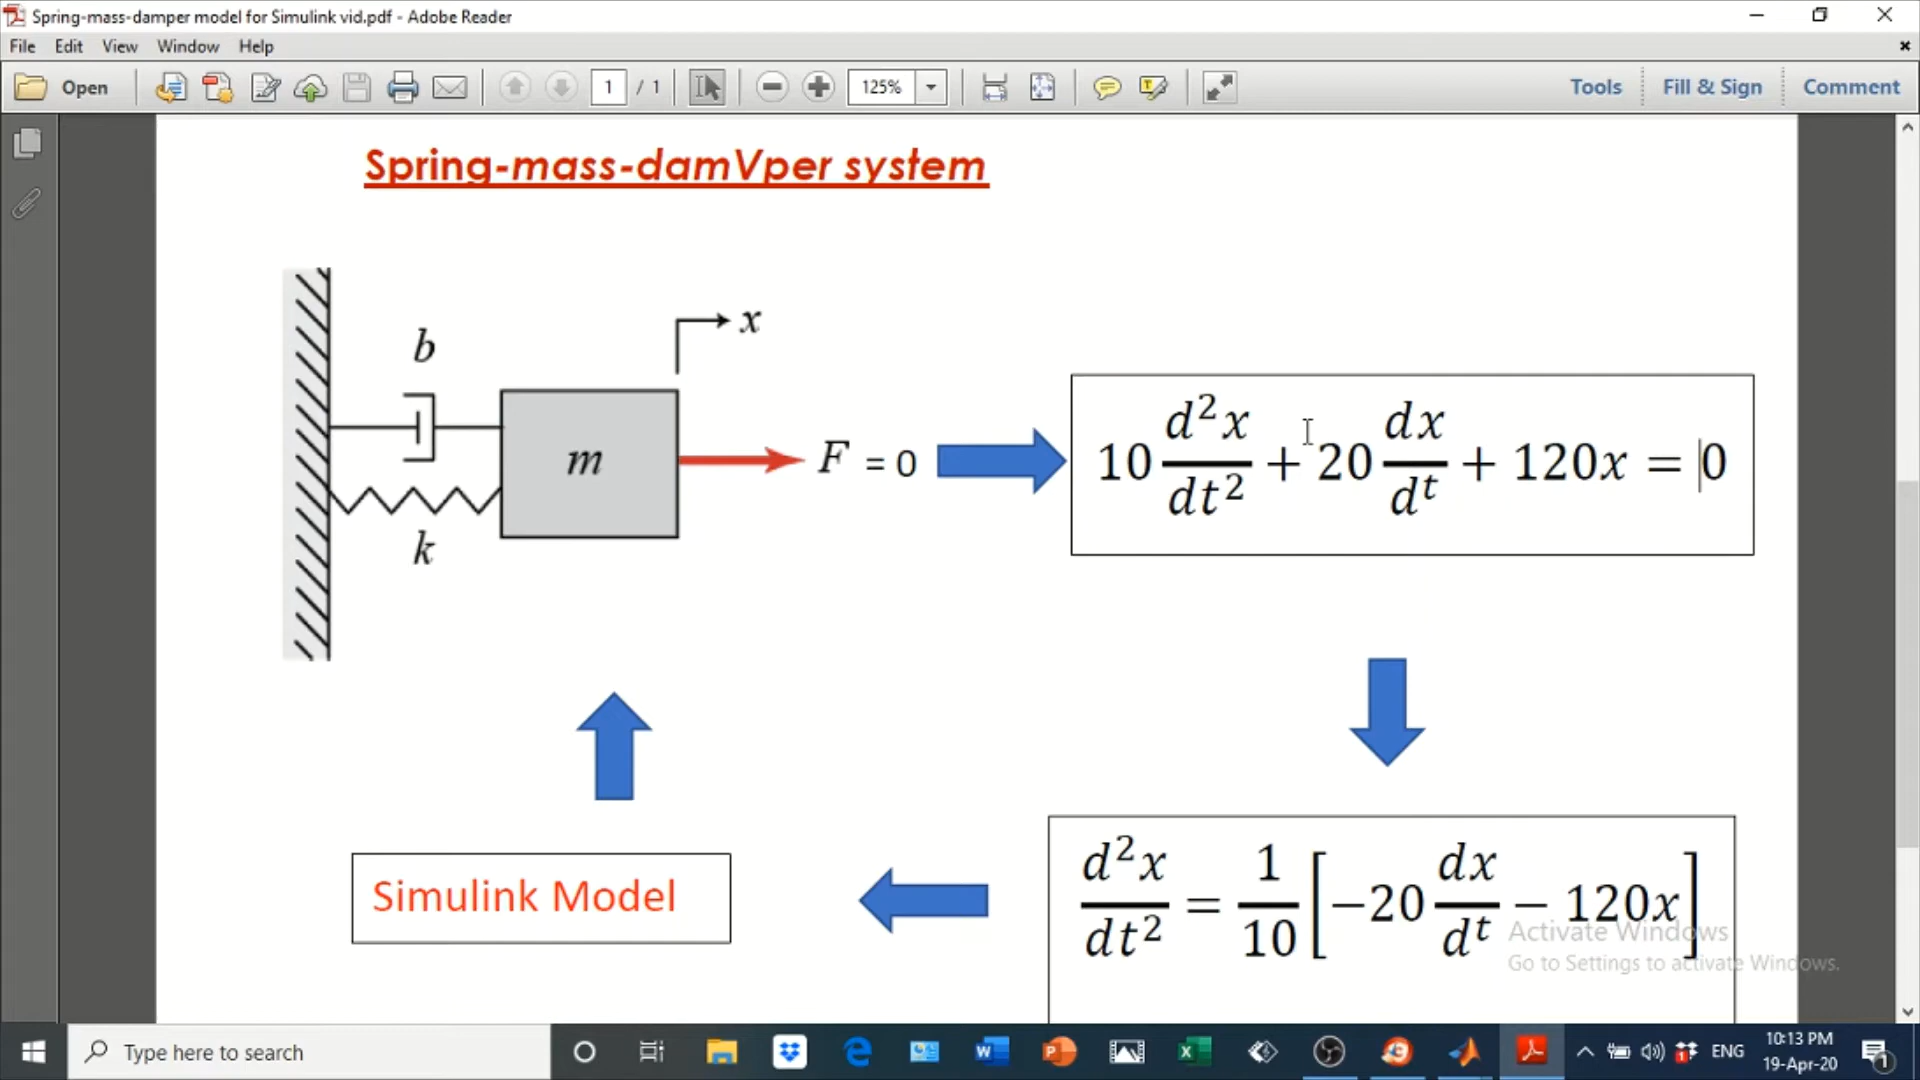 Spring-mass-damper model for Simulink vid.pdf - Adobe Reader
File Edit View Window Help
Open 1 / 1 125% Tools Fill & Sign Comment
Spring-mass-damVper system
x
b
m
F = 0
k
10 d²x/dt² + 20 dx/dt + 120x = 0
Simulink Model
d²x/dt² = 1/10 [−20 dx/dt − 120x]
Activate Windows
Go to Settings to activate Windows.
Type here to search
ENG
10:13 PM
19-Apr-20
1